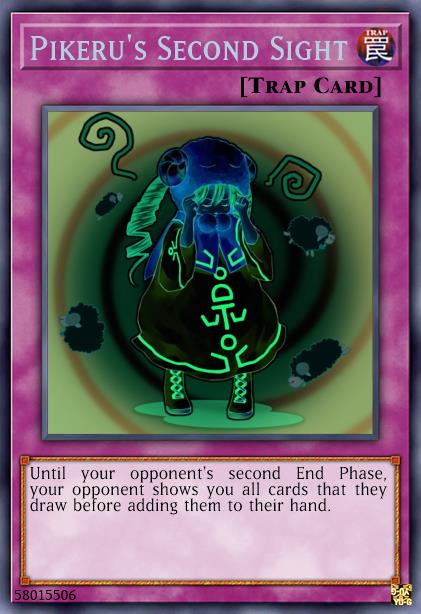 Pikeru's Second Sight
TRAP
罠
[Trap Card]
Until your opponent's second End Phase,
your opponent shows you all cards that they
draw before adding them to their hand.
58015506